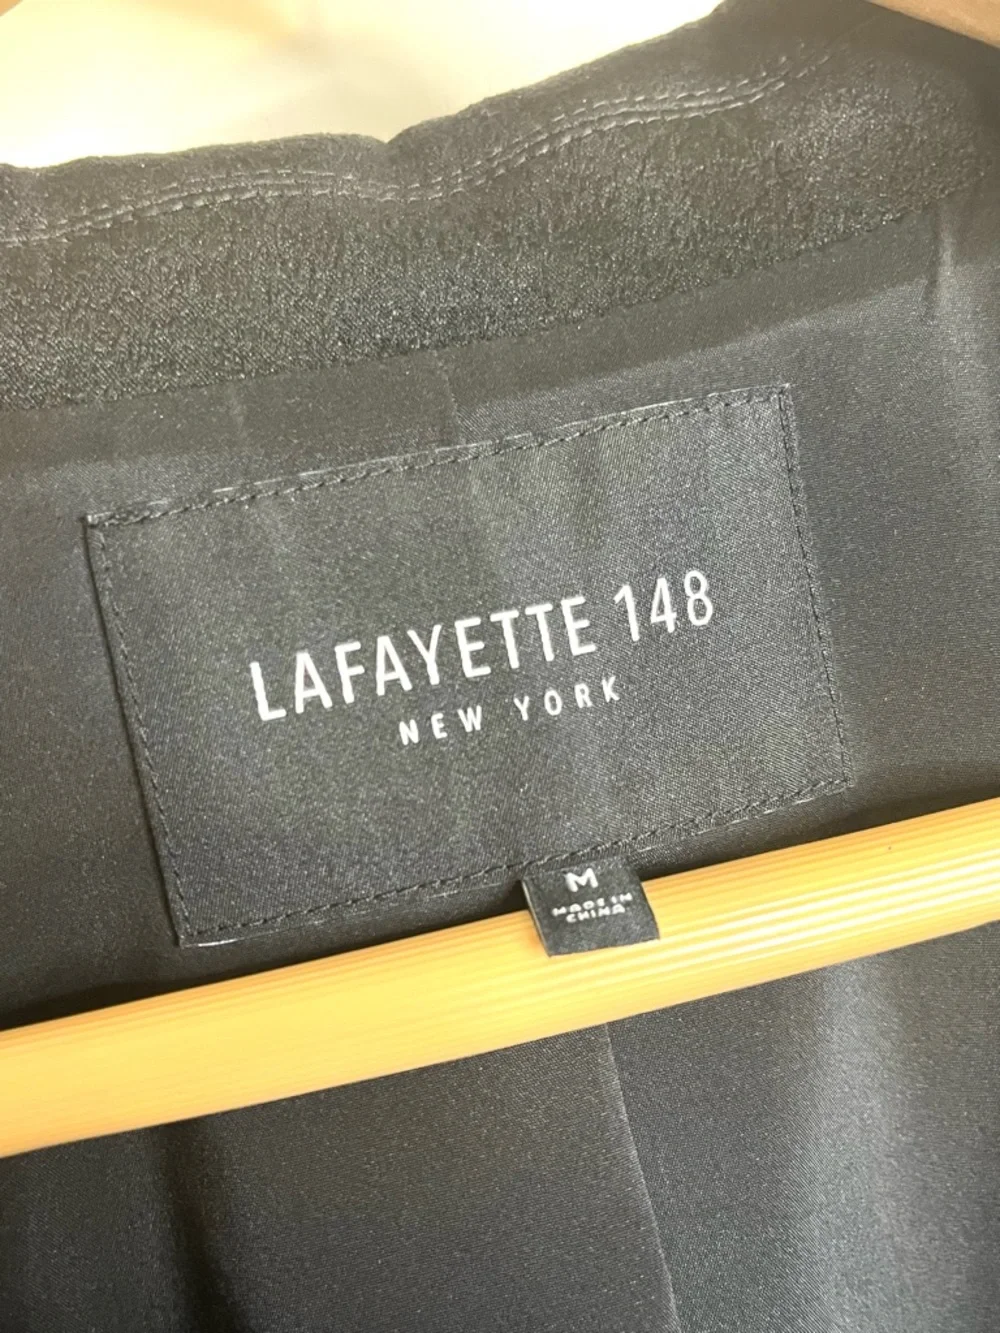 LAFAYETTE 148
NEW YORK
M
MADE IN
CHINA